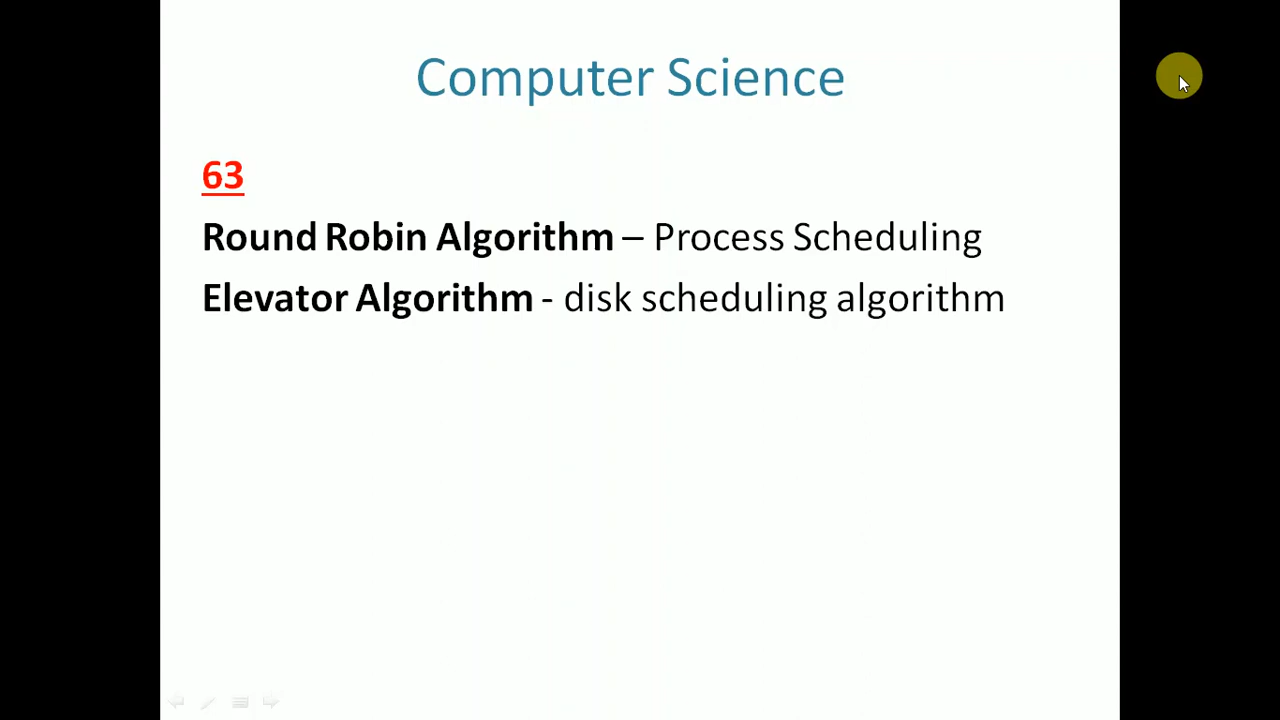 Computer Science
63
Round Robin Algorithm – Process Scheduling
Elevator Algorithm - disk scheduling algorithm